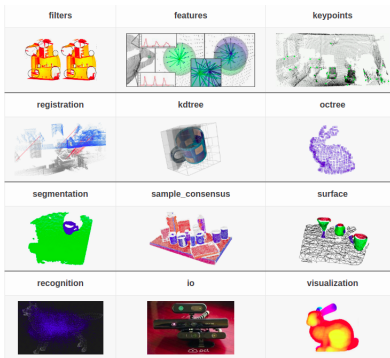 filters features keypoints
registration kdtree octree
segmentation sample_consensus surface
recognition io visualization